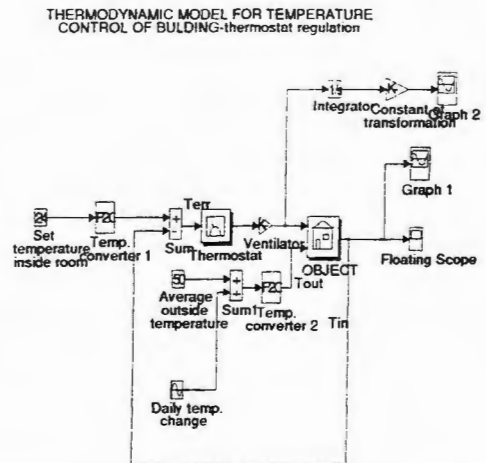 THERMODYNAMIC MODEL FOR TEMPERATURE
CONTROL OF BULDING-thermostat regulation
1/s
Integrator
K
Constant of
transformation
Graph 2
Graph 1
Floating Scope
Terr
F2C
Set
temperature
inside room
Temp.
converter 1
+
-
Sum
Thermostat
K
Ventilators
OBJECT
Tout
Tin
50
Average
outside
temperature
+
+
Sum1
F2C
Temp.
converter 2
Daily temp.
change